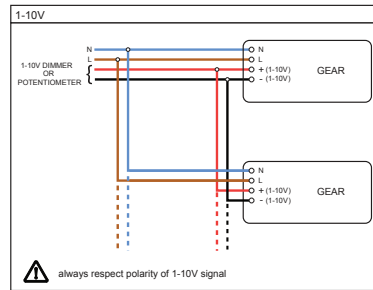 1-10V
N
L
1-10V DIMMER
OR
POTENTIOMETER
N
L
+ (1-10V)
- (1-10V)
GEAR
N
L
+ (1-10V)
- (1-10V)
GEAR
always respect polarity of 1-10V signal